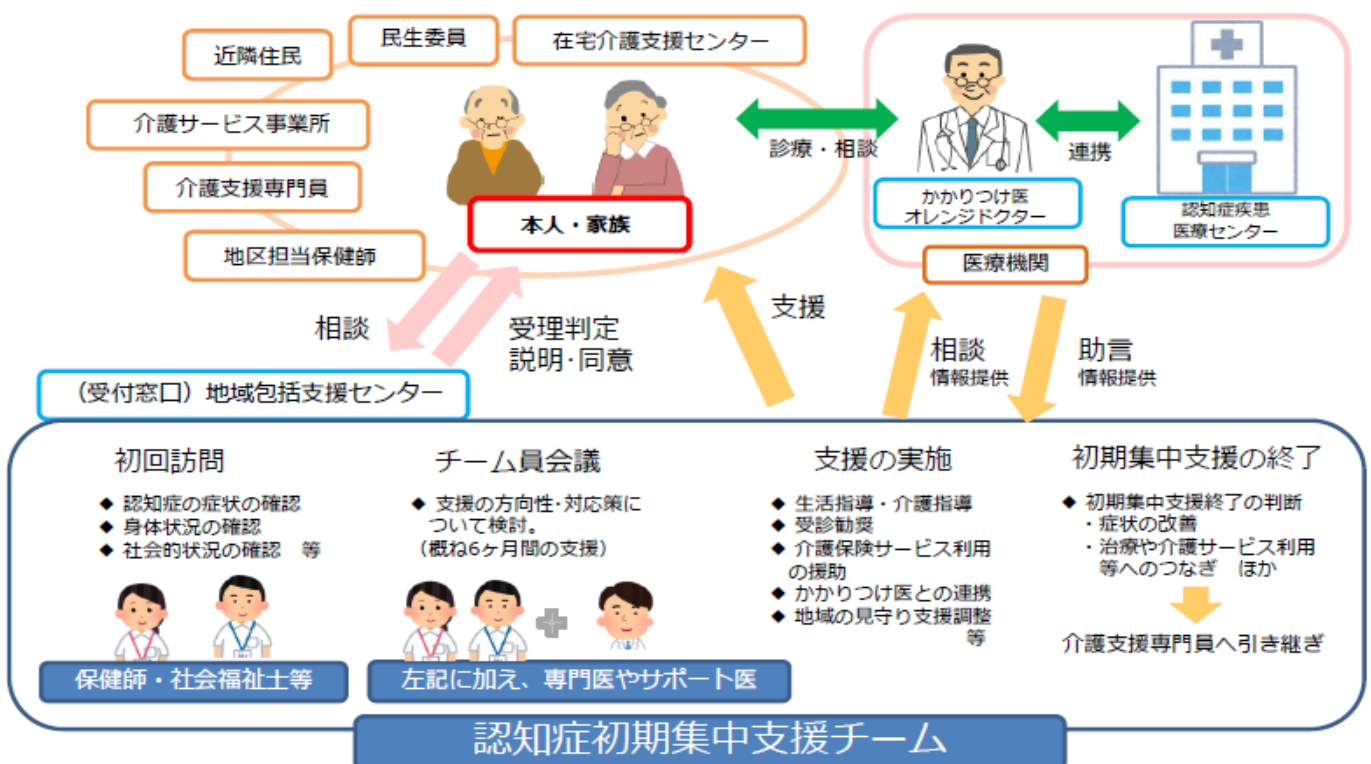 民生委員
在宅介護支援センター
近隣住民
介護サービス事業所
介護支援専門員
地区担当保健師
本人・家族
診療・相談
連携
かかりつけ医
オレンジドクター
認知症疾患
医療センター
医療機関
相談
受理判定
説明・同意
支援
相談
情報提供
助言
情報提供
（受付窓口）地域包括支援センター
初回訪問
◆ 認知症の症状の確認
◆ 身体状況の確認
◆ 社会的状況の確認　等
保健師・社会福祉士等
チーム員会議
◆ 支援の方向性・対応策に
ついて検討。
（概ね6ヶ月間の支援）
左記に加え、専門医やサポート医
支援の実施
◆ 生活指導・介護指導
◆ 受診勧奨
◆ 介護保険サービス利用
の援助
◆ かかりつけ医との連携
◆ 地域の見守り支援調整
等
初期集中支援の終了
◆ 初期集中支援終了の判断
・症状の改善
・治療や介護サービス利用
等へのつなぎ　ほか
介護支援専門員へ引き継ぎ
認知症初期集中支援チーム